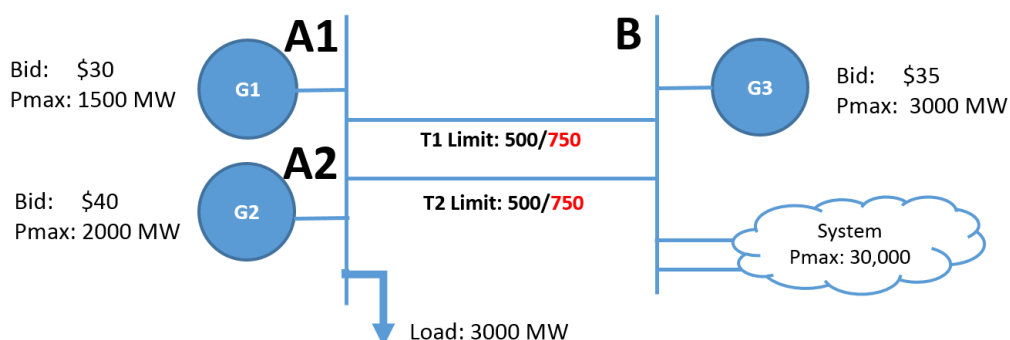 A1
B
Bid: $30
Pmax: 1500 MW
G1
G3
Bid: $35
Pmax: 3000 MW
T1 Limit: 500/750
A2
Bid: $40
Pmax: 2000 MW
G2
T2 Limit: 500/750
System
Pmax: 30,000
Load: 3000 MW